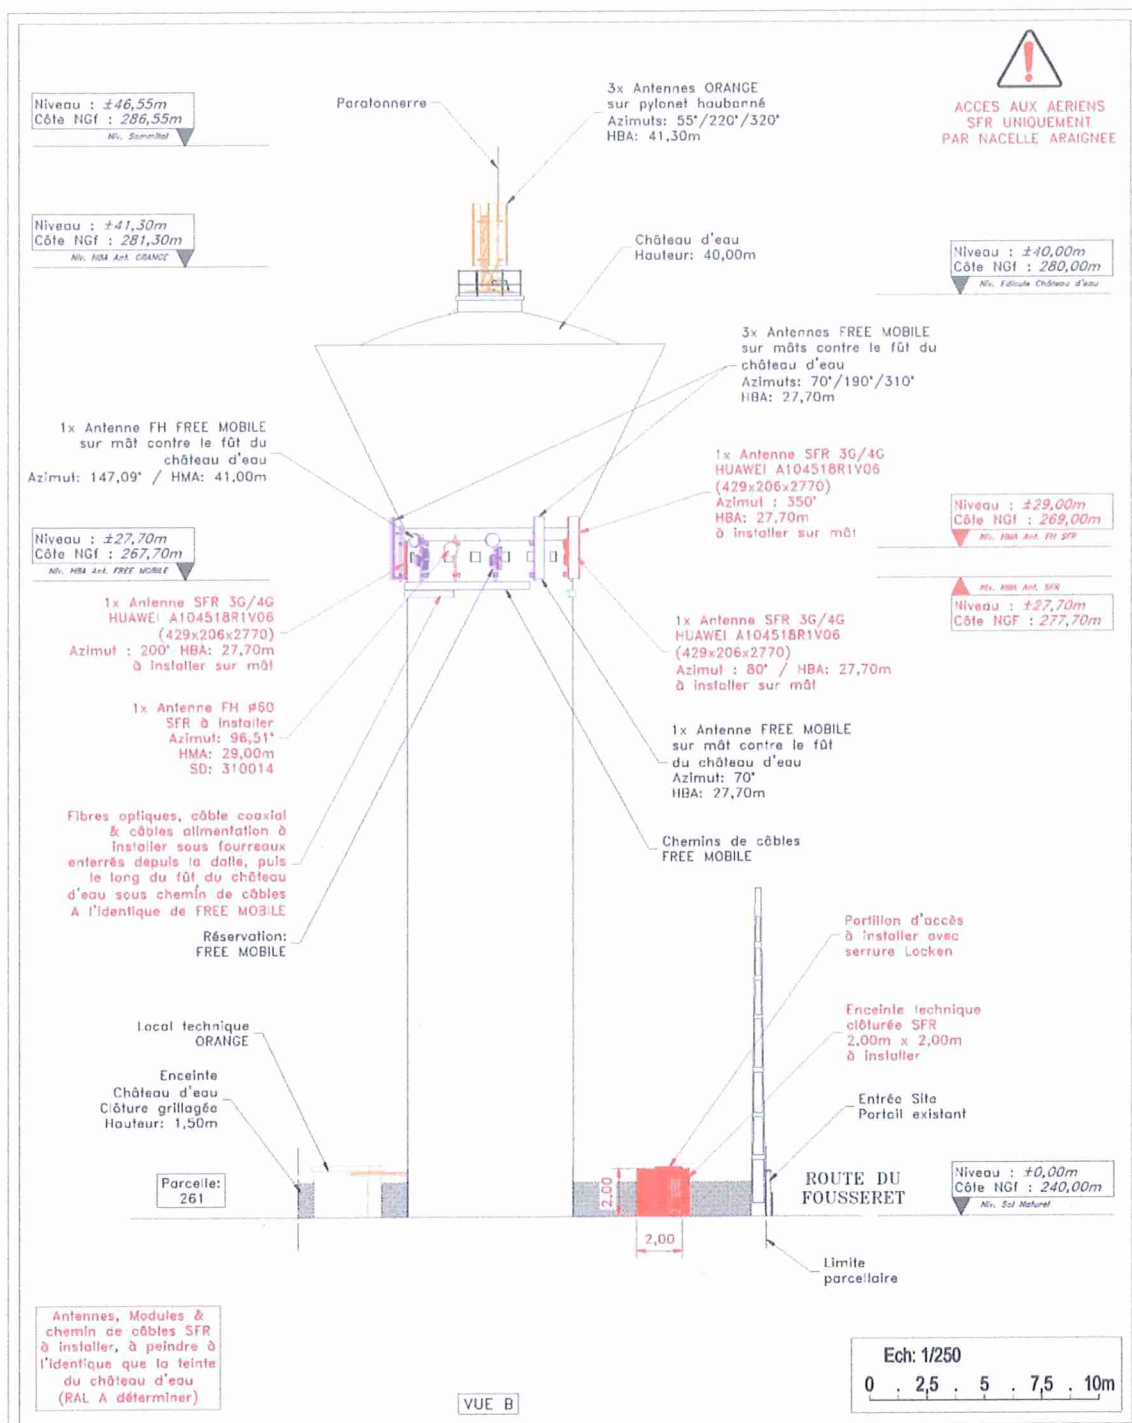 Niveau : ±46,55m
Côte NGf : 286,55m
Niv. Sommital
Paratonnerre
3x Antennes ORANGE
sur pylonet haubanné
Azimuts: 55°/220°/320°
HBA: 41,30m
ACCES AUX AERIENS
SFR UNIQUEMENT
PAR NACELLE ARAIGNEE
Niveau : ±41,30m
Côte NGf : 281,30m
Niv. HBA Ant. ORANGE
Château d'eau
Hauteur: 40,00m
Niveau : ±40,00m
Côte NGf : 280,00m
Niv. Edicule Château d'eau
3x Antennes FREE MOBILE
sur mâts contre le fût du
château d'eau
Azimuts: 70°/190°/310°
HBA: 27,70m
1x Antenne FH FREE MOBILE
sur mât contre le fût du
château d'eau
Azimut: 147,09° / HMA: 41,00m
1x Antenne SFR 3G/4G
HUAWEI A104518R1V06
(429x206x2770)
Azimut : 350°
HBA: 27,70m
à installer sur mât
Niveau : ±29,00m
Côte NGf : 269,00m
Niv. HMA Ant. FH SFR
Niveau : ±27,70m
Côte NGf : 267,70m
Niv. HBA Ant. FREE MOBILE
Niv. HBA Ant. SFR
Niveau : ±27,70m
Côte NGF : 277,70m
1x Antenne SFR 3G/4G
HUAWEI A104518R1V06
(429x206x2770)
Azimut : 200° HBA: 27,70m
à installer sur mât
1x Antenne SFR 3G/4G
HUAWEI A104518R1V06
(429x206x2770)
Azimut : 80° / HBA: 27,70m
à installer sur mât
1x Antenne FH ø60
SFR à installer
Azimut: 96,51°
HMA: 29,00m
SD: 310014
1x Antenne FREE MOBILE
sur mât contre le fût
du château d'eau
Azimut: 70°
HBA: 27,70m
Fibres optiques, câble coaxial
& câbles alimentation à
installer sous fourreaux
enterrés depuis la dalle, puis
le long du fût du château
d'eau sous chemin de câbles
A l'identique de FREE MOBILE
Chemins de câbles
FREE MOBILE
Réservation:
FREE MOBILE
Portillon d'accès
à installer avec
serrure Locken
Local technique
ORANGE
Enceinte technique
clôturée SFR
2,00m x 2,00m
à installer
Enceinte
Château d'eau
Clôture grillagée
Hauteur: 1,50m
Entrée Site
Portail existant
Parcelle:
261
2,00
2,00
ROUTE DU
FOUSSERET
Niveau : ±0,00m
Côte NGf : 240,00m
Niv. Sol Naturel
Limite
parcellaire
Antennes, Modules &
chemin de câbles SFR
à installer, à peindre à
l'identique que la teinte
du château d'eau
(RAL A déterminer)
VUE B
Ech: 1/250
0 . 2,5 . 5 . 7,5 . 10m